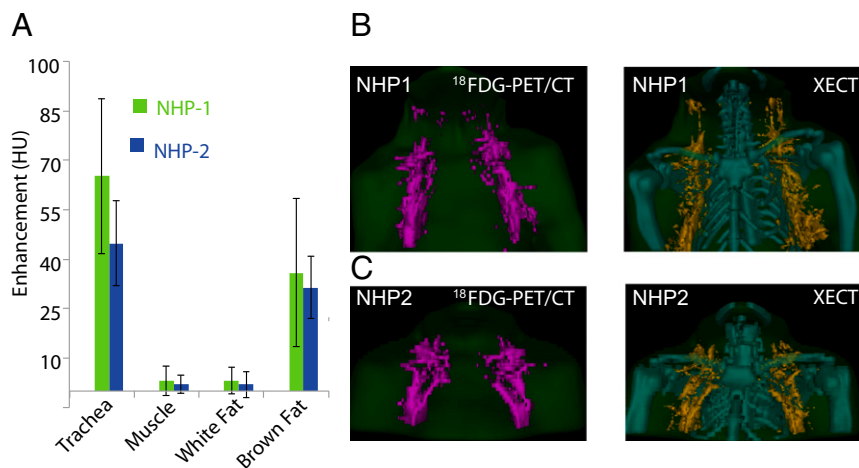 A
Enhancement (HU)
100
85
70
55
40
25
10
NHP-1
NHP-2
Trachea
Muscle
White Fat
Brown Fat
B
NHP1 ¹⁸FDG-PET/CT
NHP1 XECT
C
NHP2 ¹⁸FDG-PET/CT
NHP2 XECT